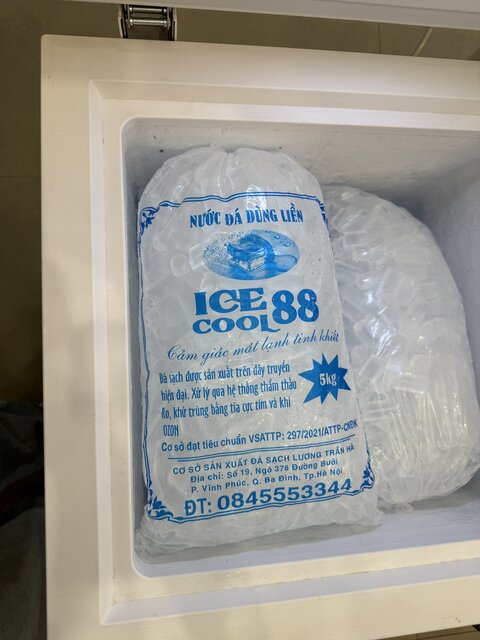 NƯỚC ĐÁ DÙNG LIỀN
ICE
COOL 88
Cảm giác mát lạnh tinh khiết
Đá sạch được sản xuất trên dây truyền
hiện đại. Xử lý qua hệ thống thẩm thấu
áo, khử trùng bằng tia cực tím và khí
OZON
5kg
Cơ sở đạt tiêu chuẩn VSATTP: 297/2021/ATTP-CNĐK
CƠ SỞ SẢN XUẤT ĐÁ SẠCH LƯƠNG TRẦN HÀ
Địa chỉ: Số 19, Ngõ 376 Đường Bưởi
P. Vĩnh Phúc, Q. Ba Đình, Tp.Hà Nội
ĐT: 0845553344